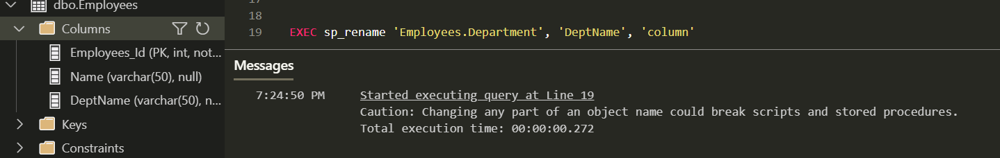 dbo.Employees
Columns
Employees_Id (PK, int, not...
Name (varchar(50), null)
DeptName (varchar(50), n...
Keys
Constraints
18
19 EXEC sp_rename 'Employees.Department', 'DeptName', 'column'
Messages
7:24:50 PM Started executing query at Line 19
Caution: Changing any part of an object name could break scripts and stored procedures.
Total execution time: 00:00:00.272